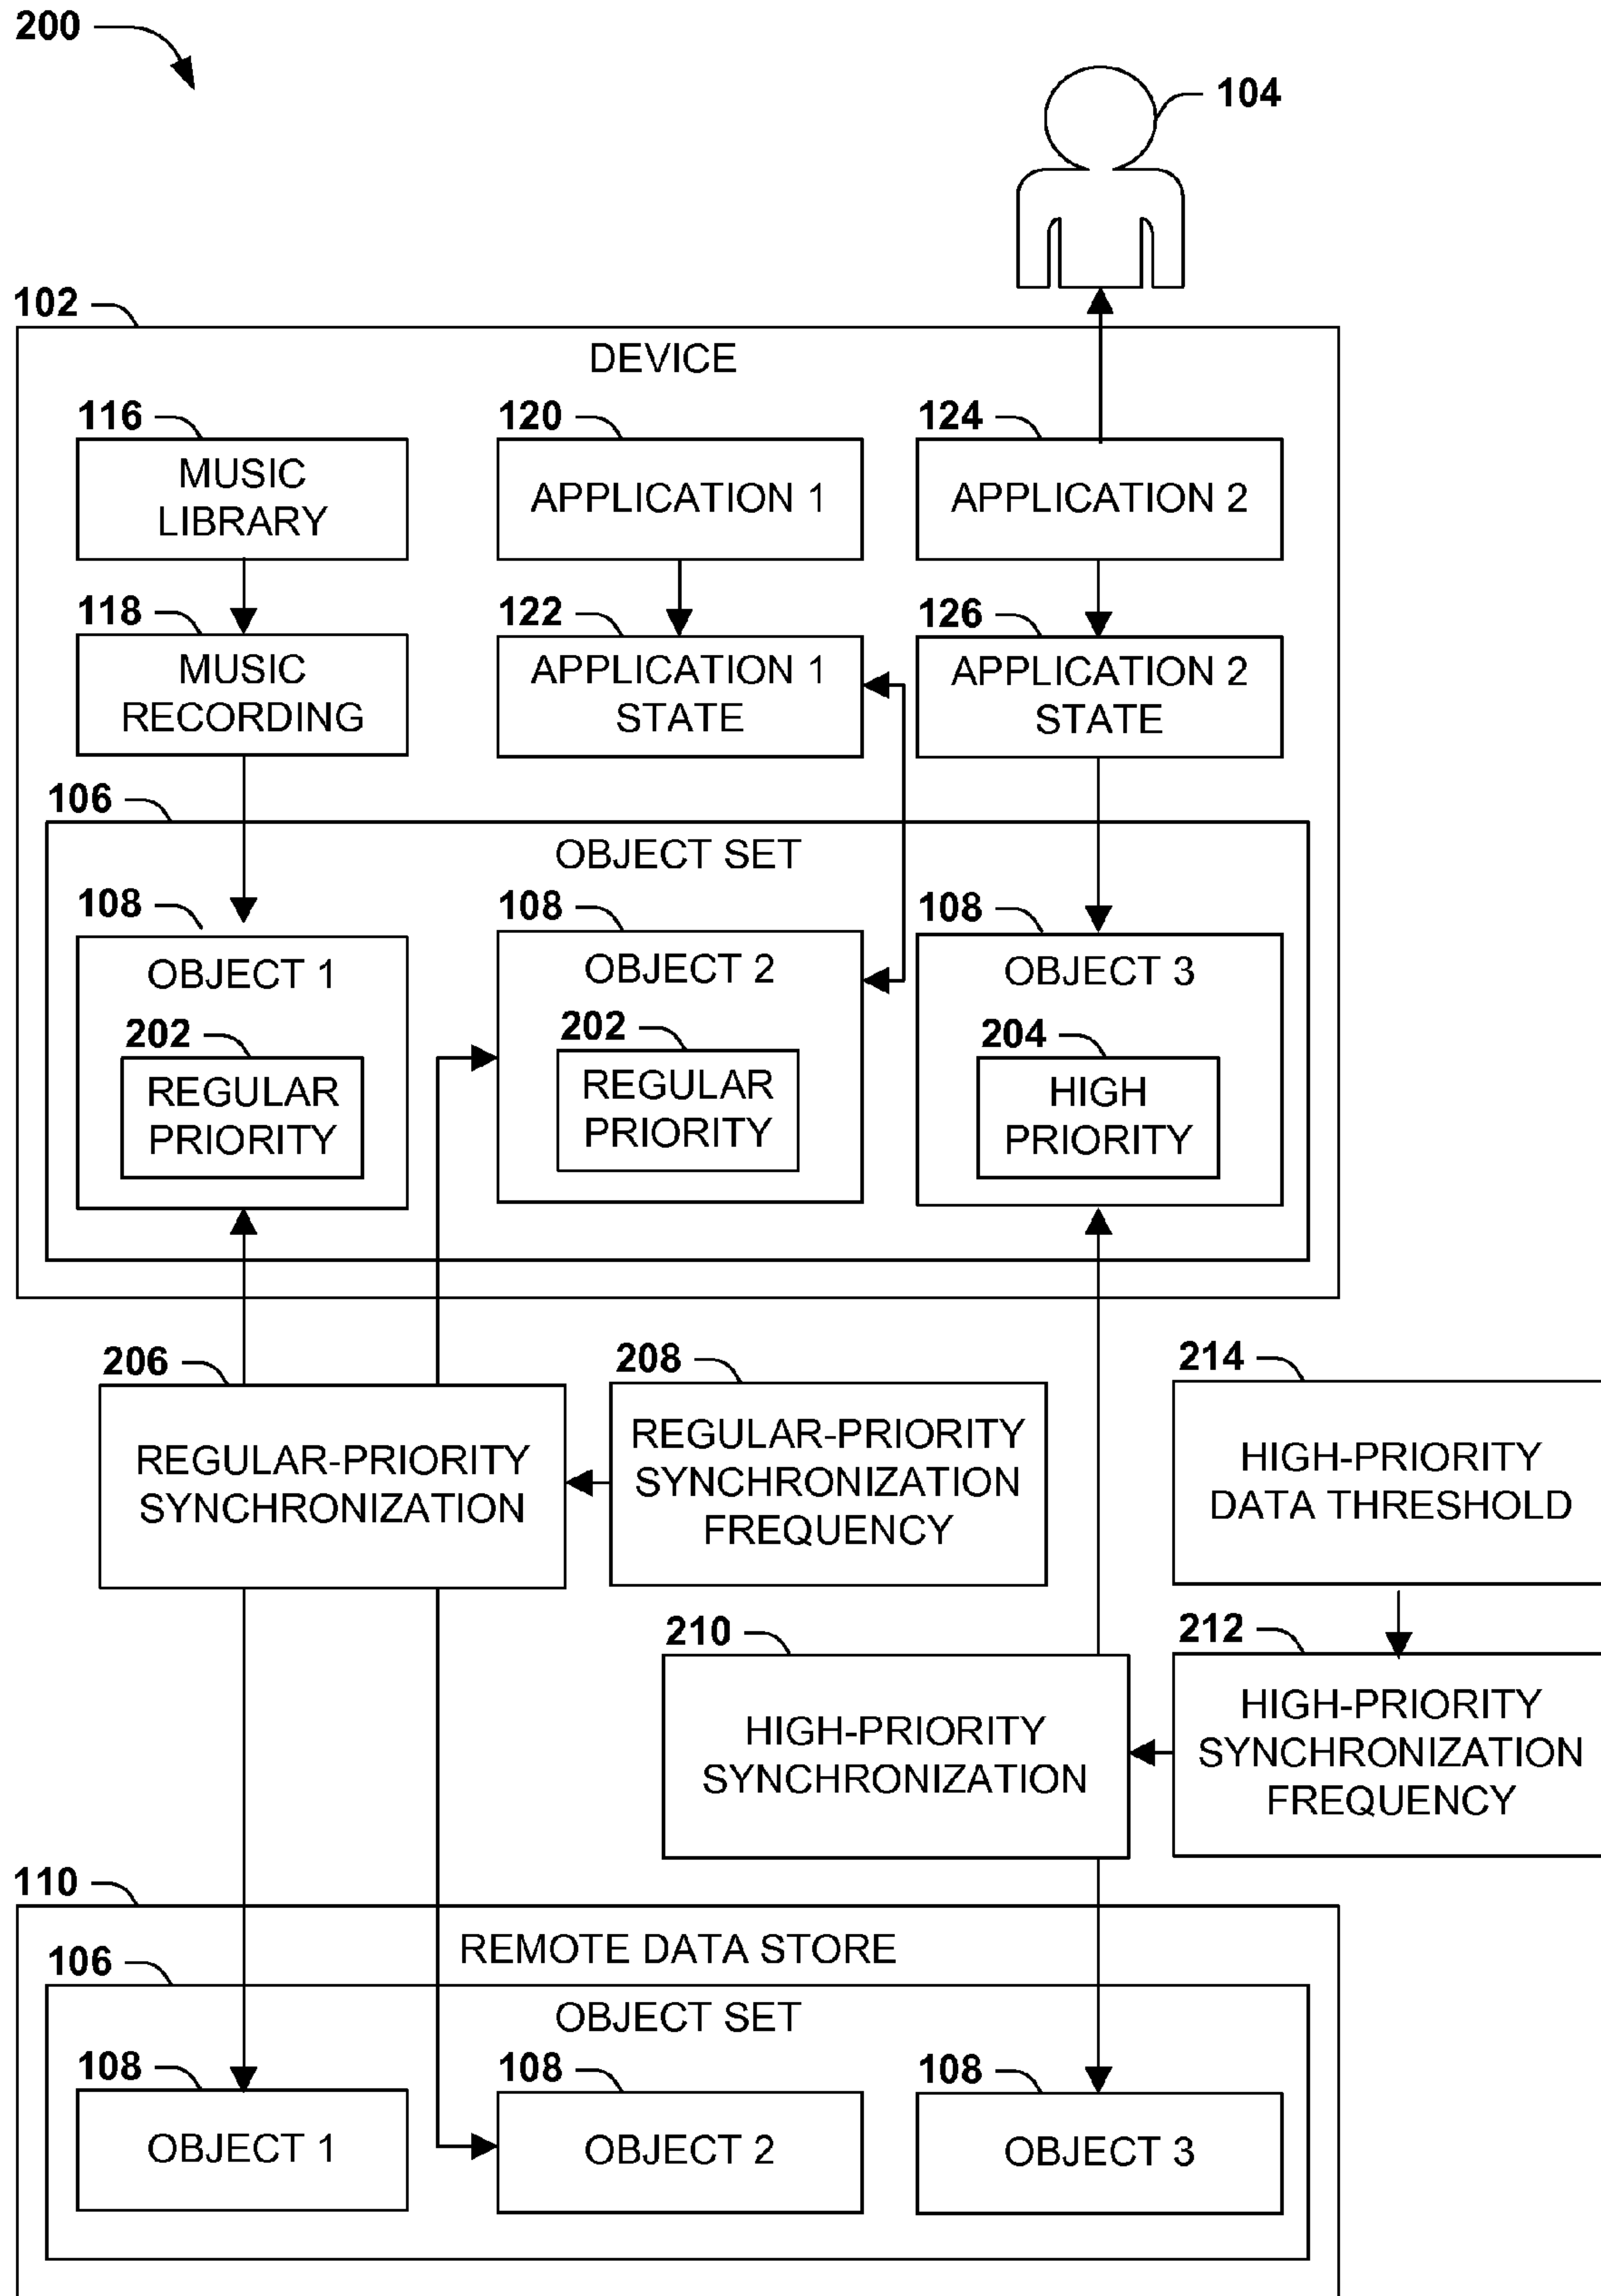 200
104
102
DEVICE
116
120
124
MUSIC
LIBRARY
APPLICATION 1
APPLICATION 2
118
122
126
MUSIC
RECORDING
APPLICATION 1
STATE
APPLICATION 2
STATE
106
OBJECT SET
108
108
108
OBJECT 1
OBJECT 2
OBJECT 3
202
202
204
REGULAR
PRIORITY
REGULAR
PRIORITY
HIGH
PRIORITY
206
208
214
REGULAR-PRIORITY
SYNCHRONIZATION
REGULAR-PRIORITY
SYNCHRONIZATION
FREQUENCY
HIGH-PRIORITY
DATA THRESHOLD
210
212
HIGH-PRIORITY
SYNCHRONIZATION
HIGH-PRIORITY
SYNCHRONIZATION
FREQUENCY
110
REMOTE DATA STORE
106
OBJECT SET
108
108
108
OBJECT 1
OBJECT 2
OBJECT 3